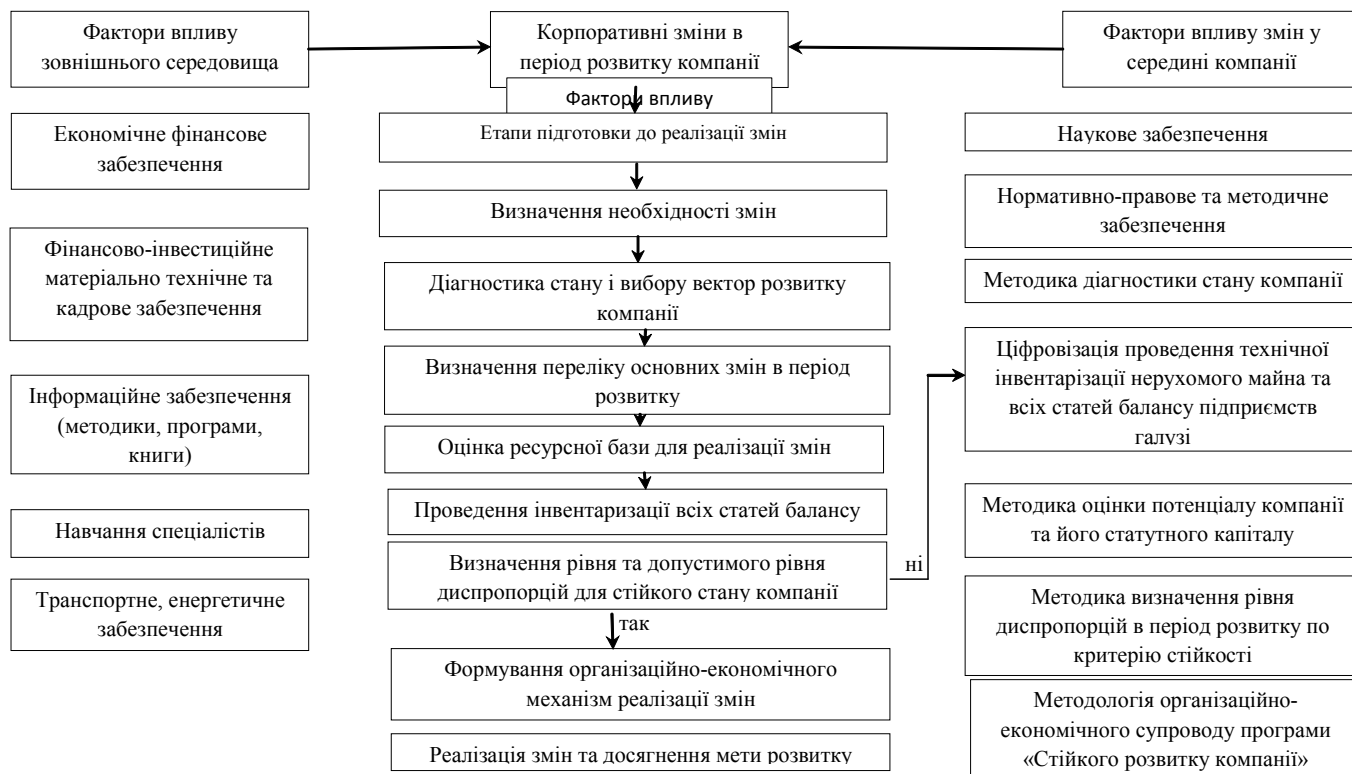 Фактори впливу
зовнішнього середовища
Корпоративні зміни в
період розвитку компанії
Фактори впливу змін у
середині компанії
Фактори впливу
Економічне фінансове
забезпечення
Фінансово-інвестиційне
матеріально технічне та
кадрове забезпечення
Інформаційне забезпечення
(методики, програми,
книги)
Навчання спеціалістів
Транспортне, енергетичне
забезпечення
Етапи підготовки до реалізації змін
Визначення необхідності змін
Діагностика стану і вибору вектор розвитку
компанії
Визначення переліку основних змін в період
розвитку
Оцінка ресурсної бази для реалізації змін
Проведення інвентаризації всіх статей балансу
Визначення рівня та допустимого рівня
диспропорцій для стійкого стану компанії
ні
так
Формування організаційно-економічного
механізм реалізації змін
Реалізація змін та досягнення мети розвитку
Наукове забезпечення
Нормативно-правове та методичне
забезпечення
Методика діагностики стану компанії
Ціфровізація проведення технічної
інвентарізації нерухомого майна та
всіх статей балансу підприємств
галузі
Методика оцінки потенціалу компанії
та його статутного капіталу
Методика визначення рівня
диспропорцій в період розвитку по
критерію стійкості
Методологія організаційно-
економічного супроводу програми
«Стійкого розвитку компанії»